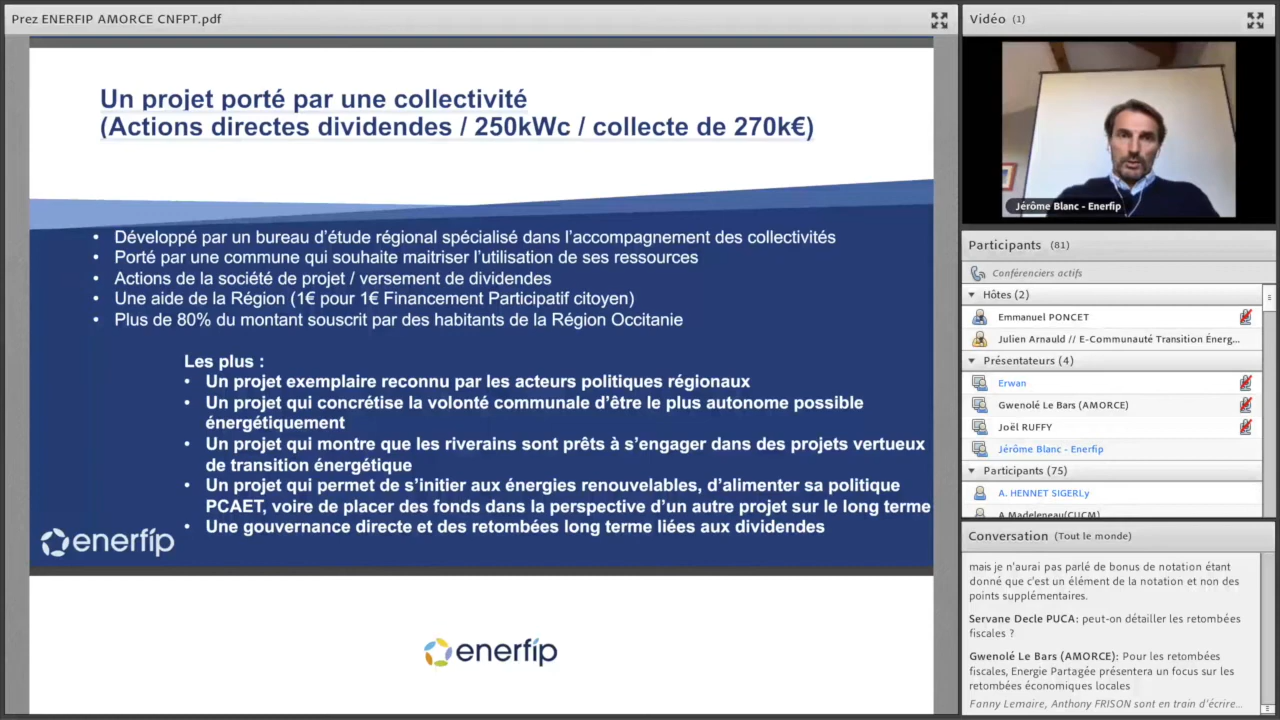 Prez ENERFIP AMORCE CNFPT.pdf
Un projet porté par une collectivité
(Actions directes dividendes / 250kWc / collecte de 270k€)
• Développé par un bureau d'étude régional spécialisé dans l'accompagnement des collectivités
• Porté par une commune qui souhaite maitriser l'utilisation de ses ressources
• Actions de la société de projet / versement de dividendes
• Une aide de la Région (1€ pour 1€ Financement Participatif citoyen)
• Plus de 80% du montant souscrit par des habitants de la Région Occitanie
Les plus :
• Un projet exemplaire reconnu par les acteurs politiques régionaux
• Un projet qui concrétise la volonté communale d'être le plus autonome possible
énergétiquement
• Un projet qui montre que les riverains sont prêts à s'engager dans des projets vertueux
de transition énergétique
• Un projet qui permet de s'initier aux énergies renouvelables, d'alimenter sa politique
PCAET, voire de placer des fonds dans la perspective d'un autre projet sur le long terme
• Une gouvernance directe et des retombées long terme liées aux dividendes
enerfip
enerfip
Vidéo (1)
Jérôme Blanc - Enerfip
Participants (81)
Conférenciers actifs
Hôtes (2)
Emmanuel PONCET
Julien Arnauld // E-Communauté Transition Énerg...
Présentateurs (4)
Erwan
Gwenolé Le Bars (AMORCE)
Joël RUFFY
Jérôme Blanc - Enerfip
Participants (75)
A. HENNET SIGERLy
A Madeleneau(CUCM)
Conversation (Tout le monde)
mais je n'aurai pas parlé de bonus de notation étant
donné que c'est un élément de la notation et non des
points supplémentaires.
Servane Decle PUCA: peut-on détailler les retombées
fiscales ?
Gwenolé Le Bars (AMORCE): Pour les retombées
fiscales, Energie Partagée présentera un focus sur les
retombées économiques locales
Fanny Lemaire, Anthony FRISON sont en train d'écrire...